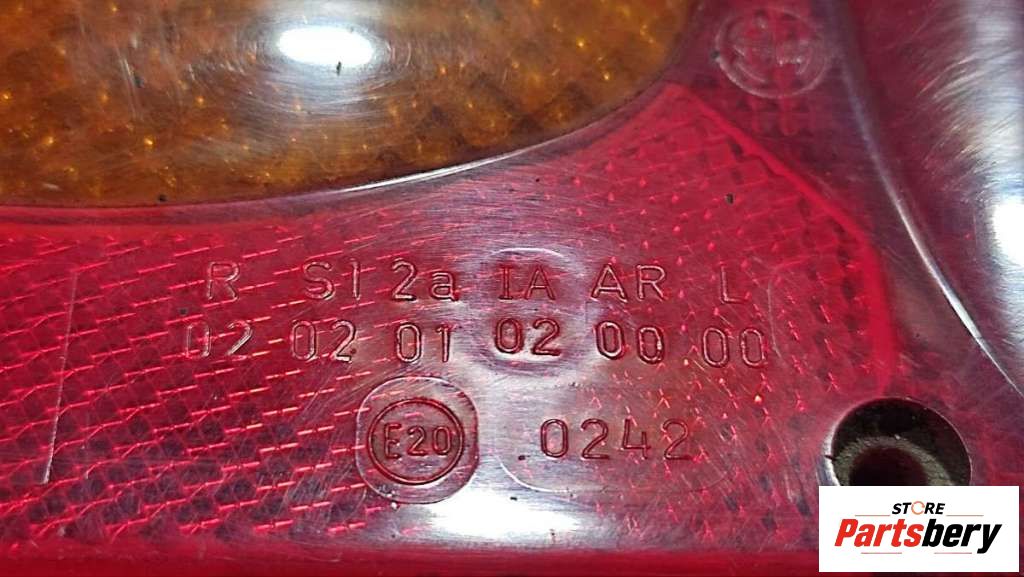 R S1 2a IA AR L
02 02 01 02 00 00
E20 0242
STORE
Partsbery